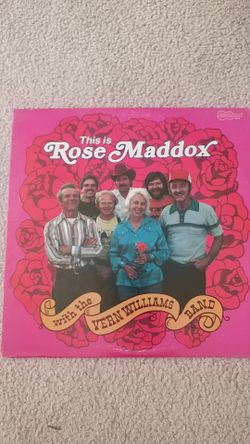 This is
Rose Maddox
with the
VERN WILLIAMS
BAND